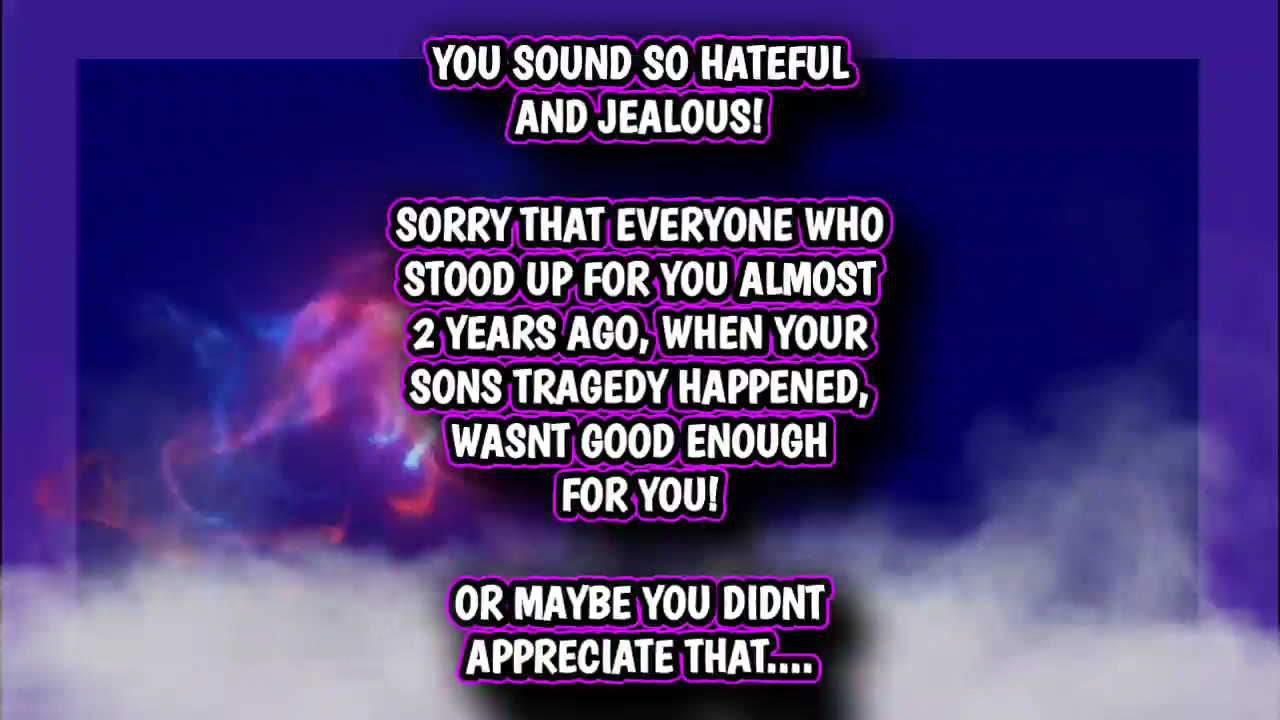 YOU SOUND SO HATEFUL
AND JEALOUS!
SORRY THAT EVERYONE WHO
STOOD UP FOR YOU ALMOST
2 YEARS AGO, WHEN YOUR
SONS TRAGEDY HAPPENED,
WASNT GOOD ENOUGH
FOR YOU!
OR MAYBE YOU DIDNT
APPRECIATE THAT....